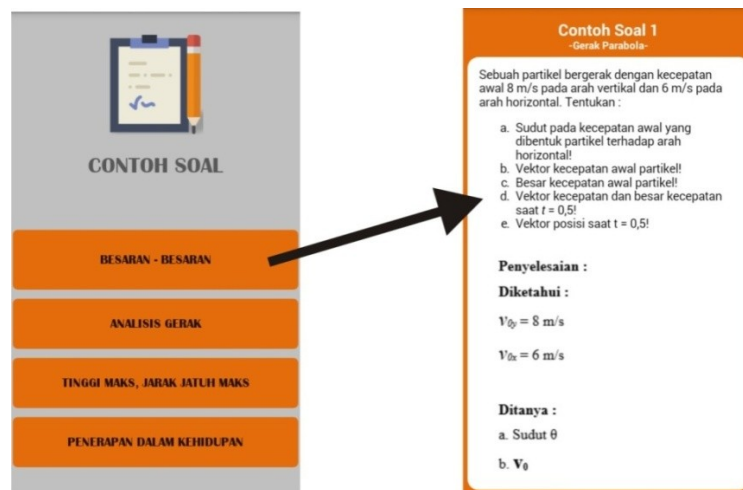 CONTOH SOAL
BESARAN - BESARAN
ANALISIS GERAK
TINGGI MAKS, JARAK JATUH MAKS
PENERAPAN DALAM KEHIDUPAN
Contoh Soal 1
-Gerak Parabola-
Sebuah partikel bergerak dengan kecepatan
awal 8 m/s pada arah vertikal dan 6 m/s pada
arah horizontal. Tentukan :
a. Sudut pada kecepatan awal yang
dibentuk partikel terhadap arah
horizontal!
b. Vektor kecepatan awal partikel!
c. Besar kecepatan awal partikel!
d. Vektor kecepatan dan besar kecepatan
saat t = 0,5!
e. Vektor posisi saat t = 0,5!
Penyelesaian :
Diketahui :
v₀y = 8 m/s
v₀x = 6 m/s
Ditanya :
a. Sudut θ
b. V₀